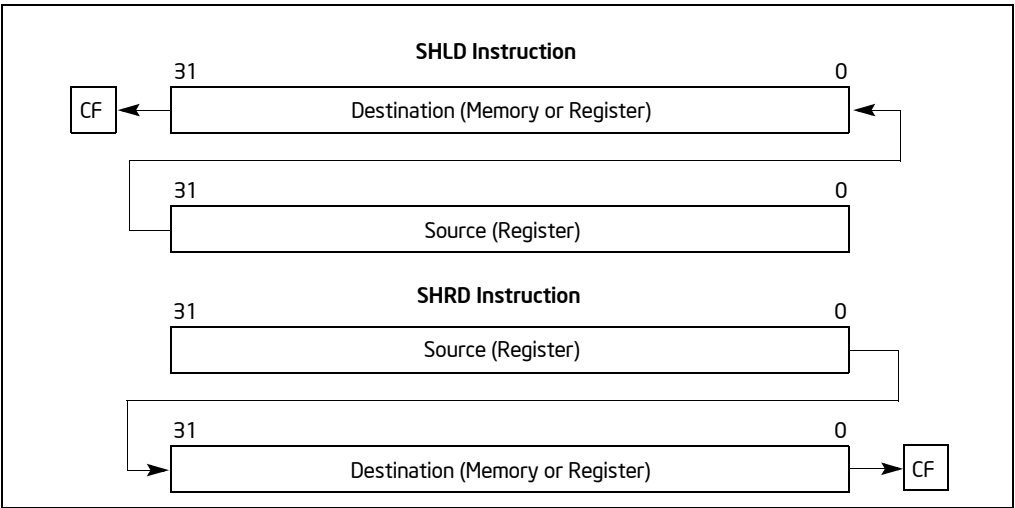 SHLD Instruction
31 0
CF Destination (Memory or Register)
31 0
Source (Register)
SHRD Instruction
31 0
Source (Register)
31 0
Destination (Memory or Register) CF